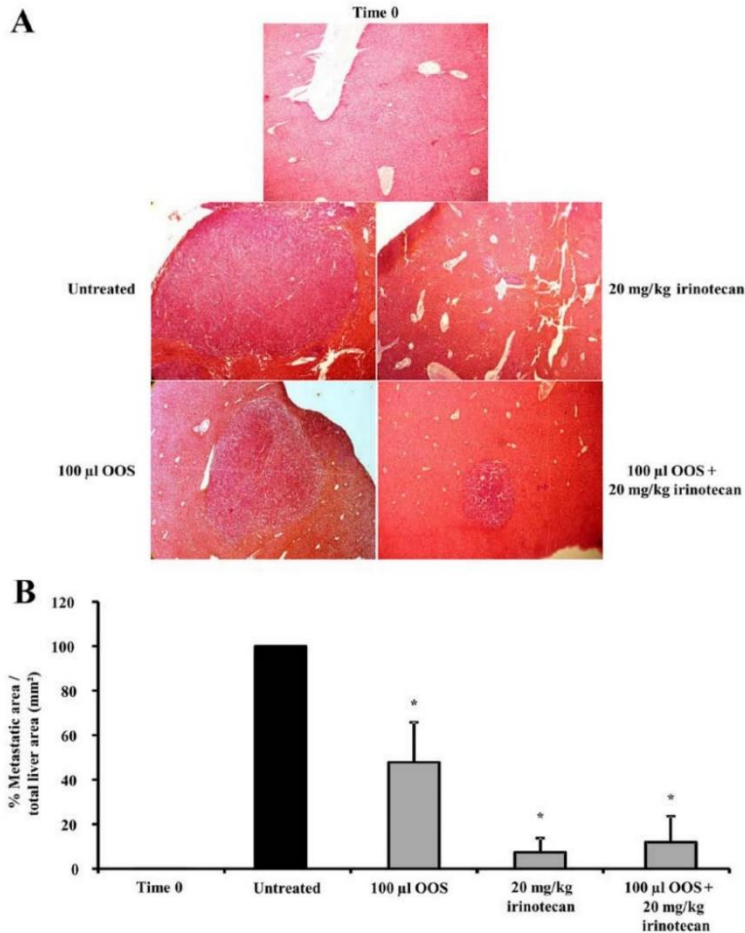 A
Time 0
Untreated
20 mg/kg irinotecan
100 µl OOS
100 µl OOS +
20 mg/kg irinotecan
B
% Metastatic area /
total liver area (mm²)
120
100
80
60
40
20
0
*
*
*
Time 0
Untreated
100 µl OOS
20 mg/kg
irinotecan
100 µl OOS +
20 mg/kg
irinotecan